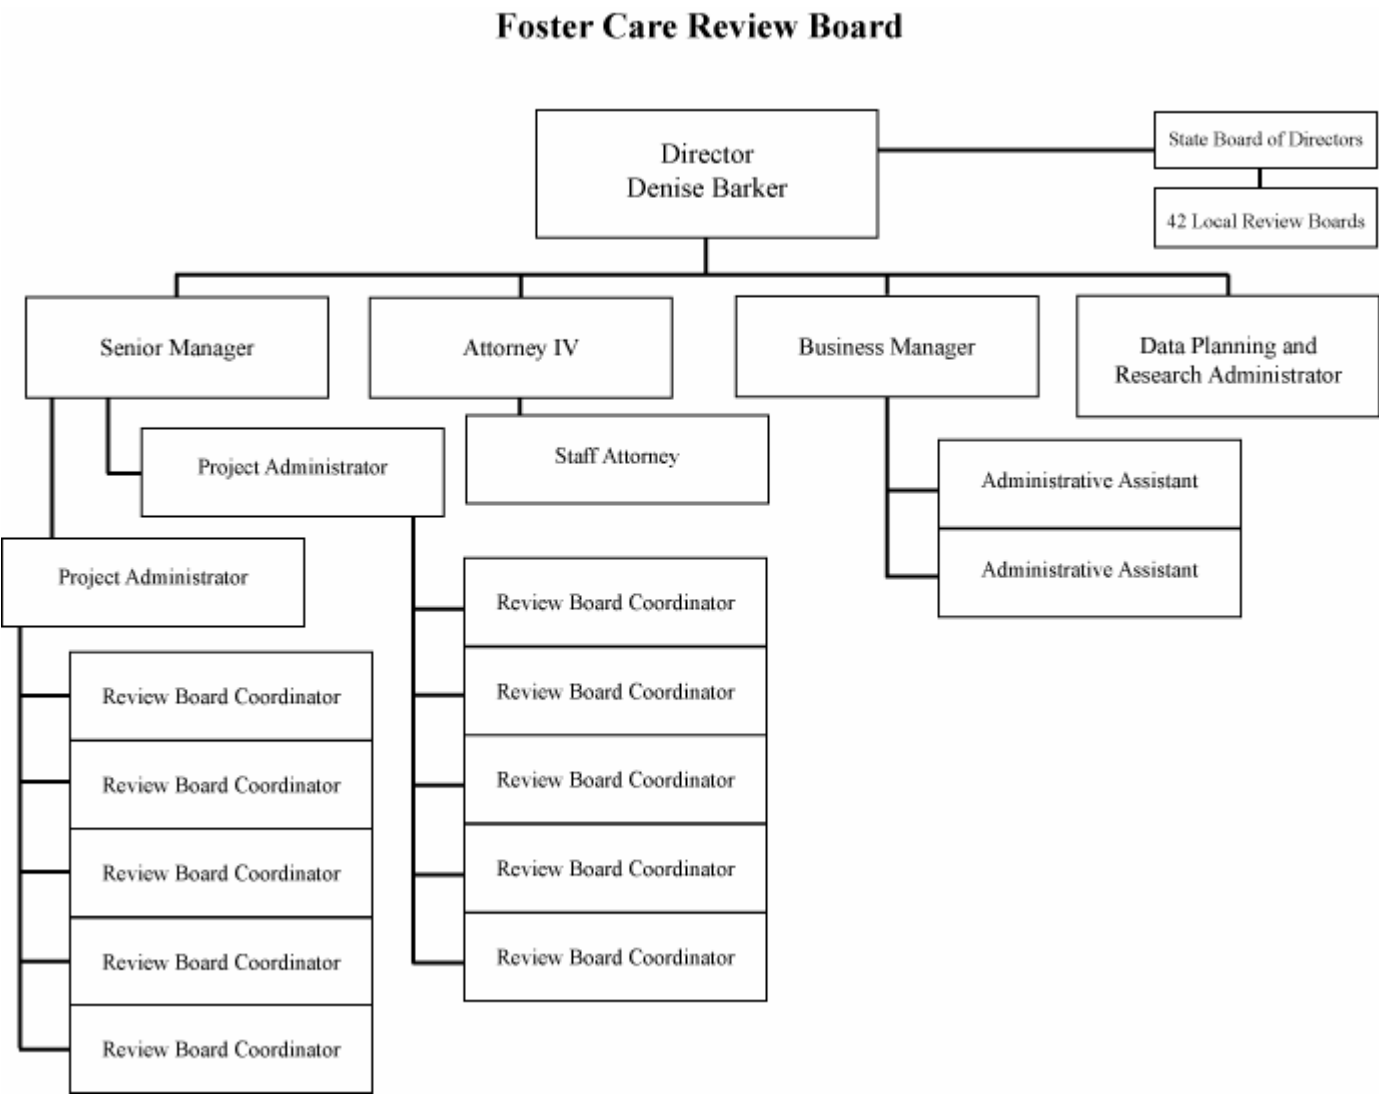 Foster Care Review Board
Director
Denise Barker
State Board of Directors
42 Local Review Boards
Senior Manager
Attorney IV
Business Manager
Data Planning and
Research Administrator
Project Administrator
Staff Attorney
Administrative Assistant
Administrative Assistant
Project Administrator
Review Board Coordinator
Review Board Coordinator
Review Board Coordinator
Review Board Coordinator
Review Board Coordinator
Review Board Coordinator
Review Board Coordinator
Review Board Coordinator
Review Board Coordinator
Review Board Coordinator